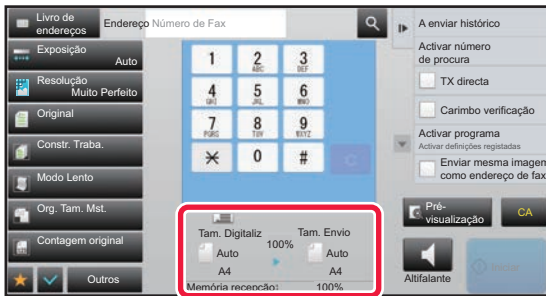 Livro de
endereços
Endereço Número de Fax
Exposição
Auto
Resolução
Muito Perfeito
Original
Constr. Traba.
Modo Lento
Org. Tam. Mst.
Contagem original
Outros
1
2
ABC
3
DEF
4
GHI
5
JKL
6
MNO
7
PQRS
8
TUV
9
WXYZ
0
#
C
Tam. Digitaliz
Tam. Envio
100%
Auto
Auto
A4
A4
Memória recepção: 100%
A enviar histórico
Activar número
de procura
TX directa
Carimbo verificação
Activar programa
Activar definições registadas
Enviar mesma imagem
como endereço de fax
Pré-
visualização
CA
Altifalante